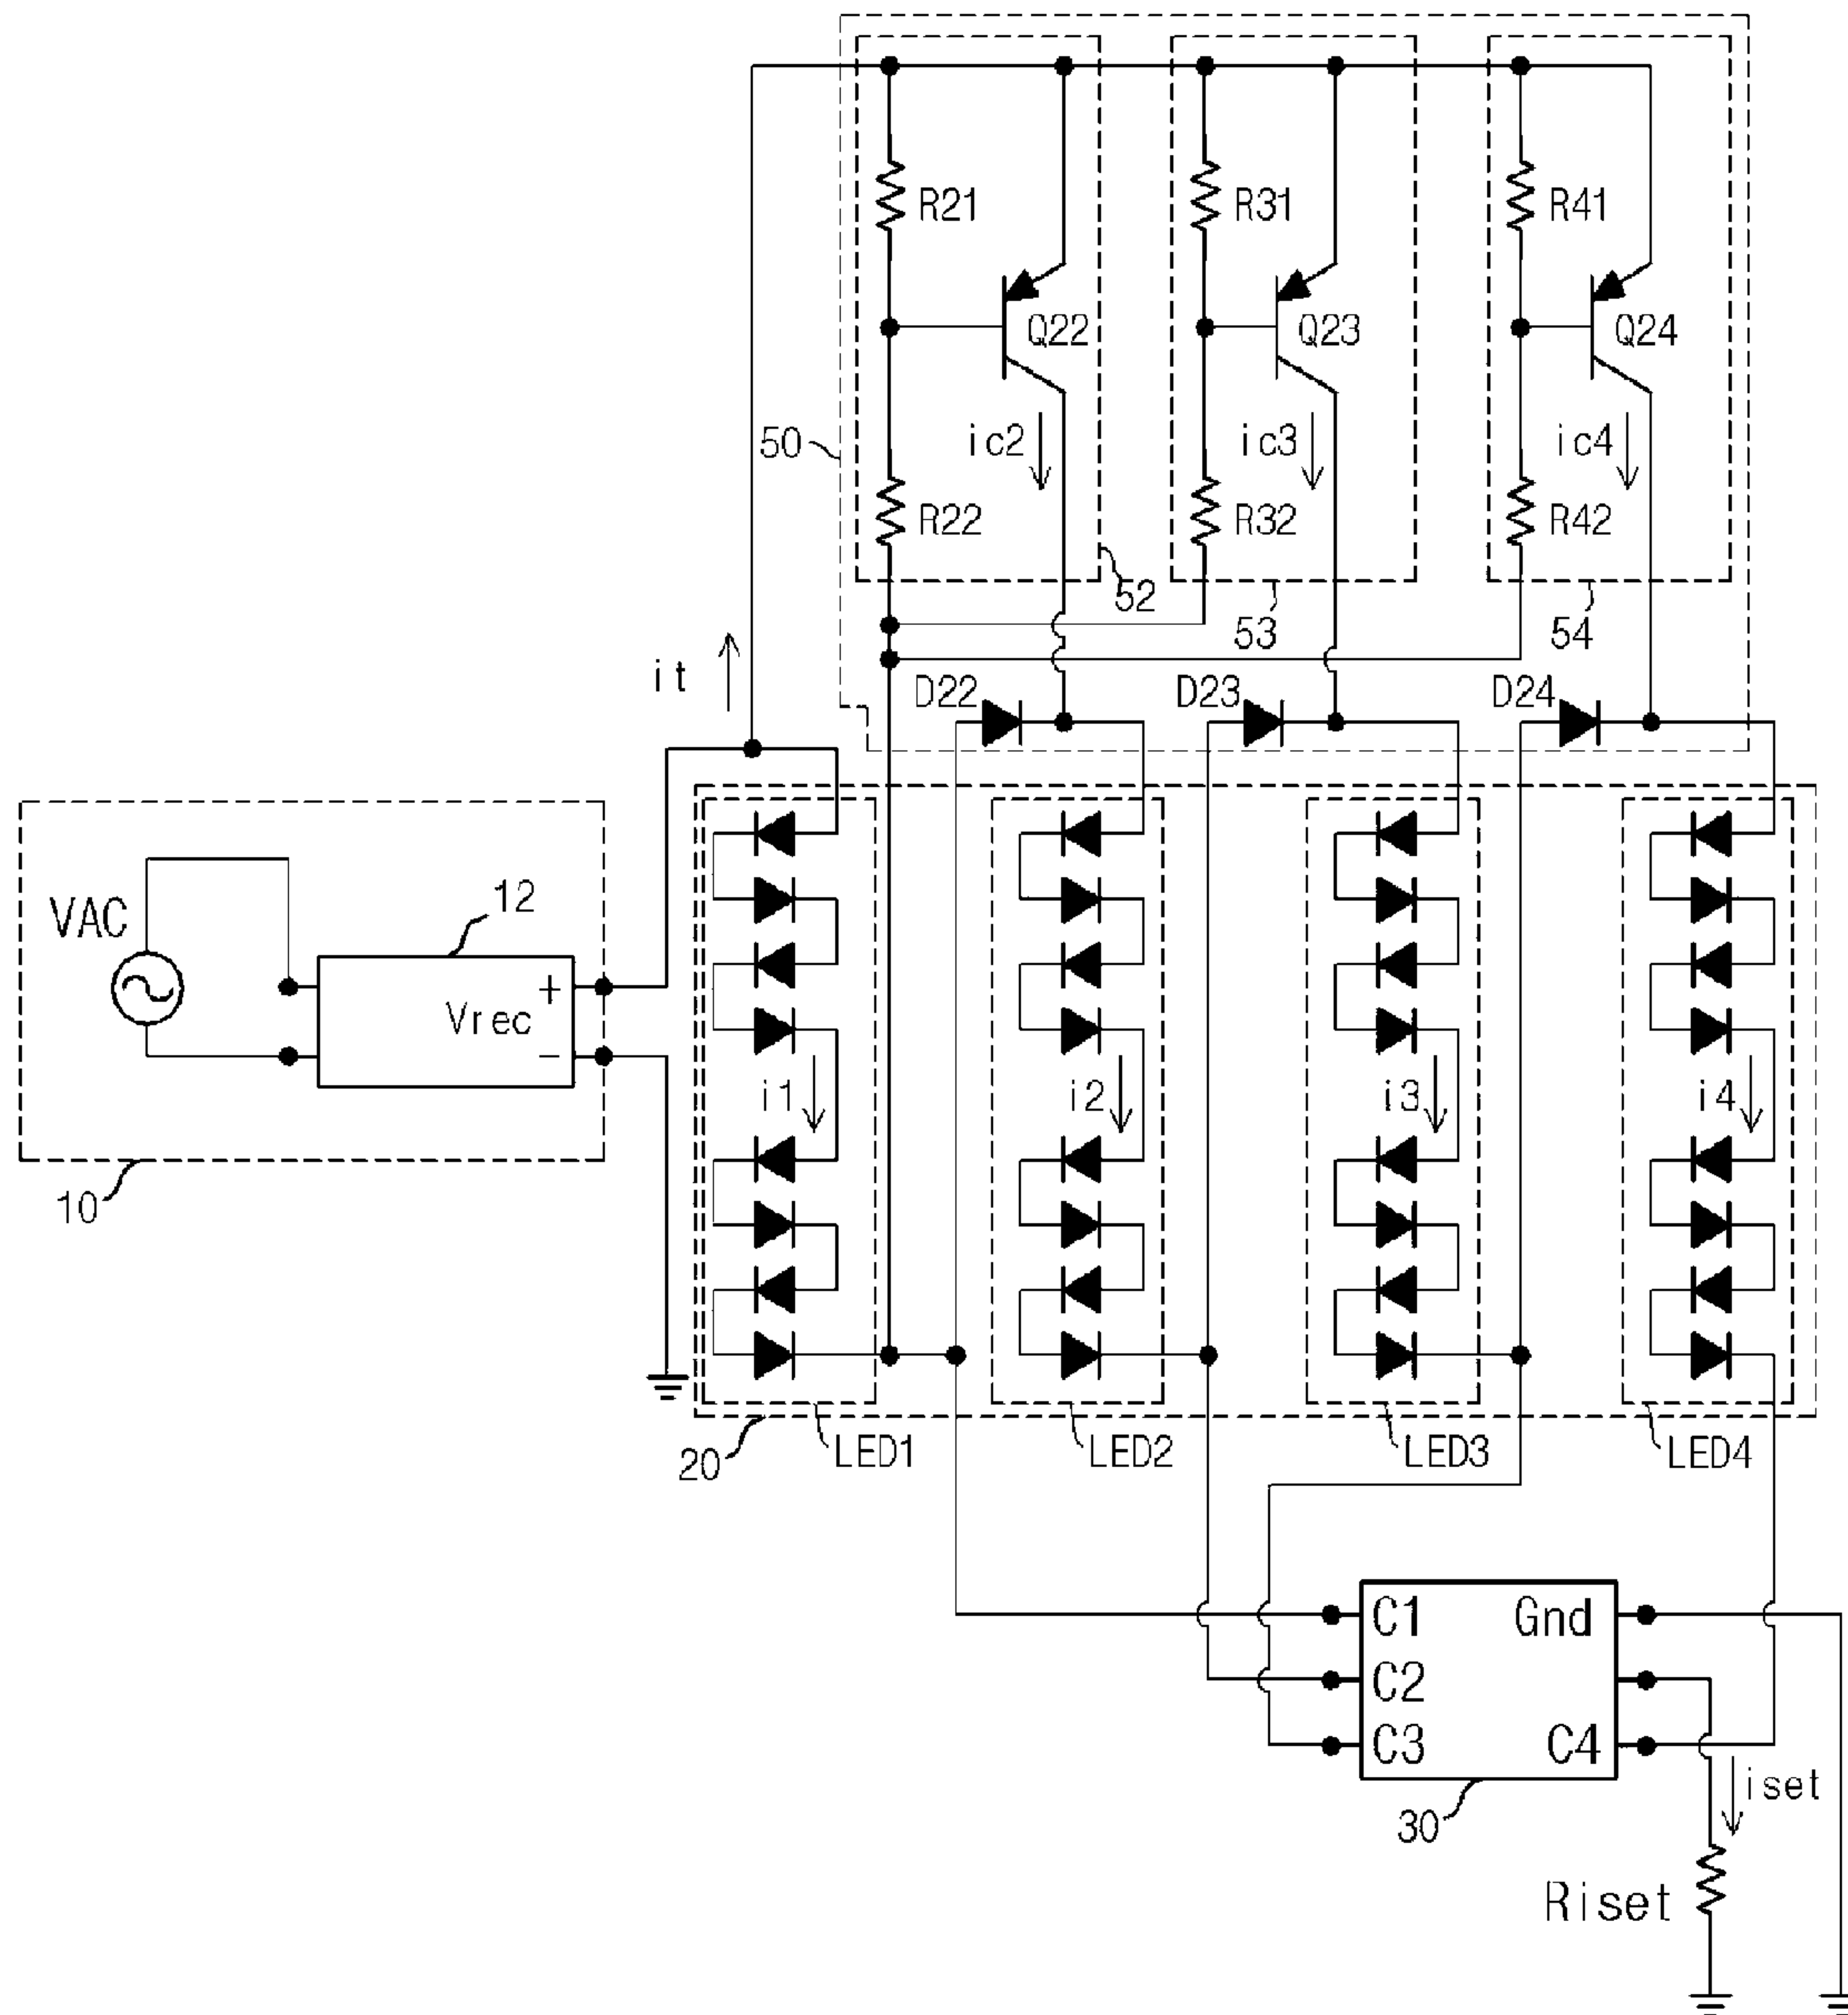 R21
R31
R41
Q22
Q23
Q24
50
ic2
ic3
ic4
R22
R32
R42
52
53
54
it
D22
D23
D24
VAC
12
Vrec
+
−
i1
i2
i3
i4
10
20
LED1
LED2
LED3
LED4
C1
Gnd
C2
C3
C4
30
iset
Riset